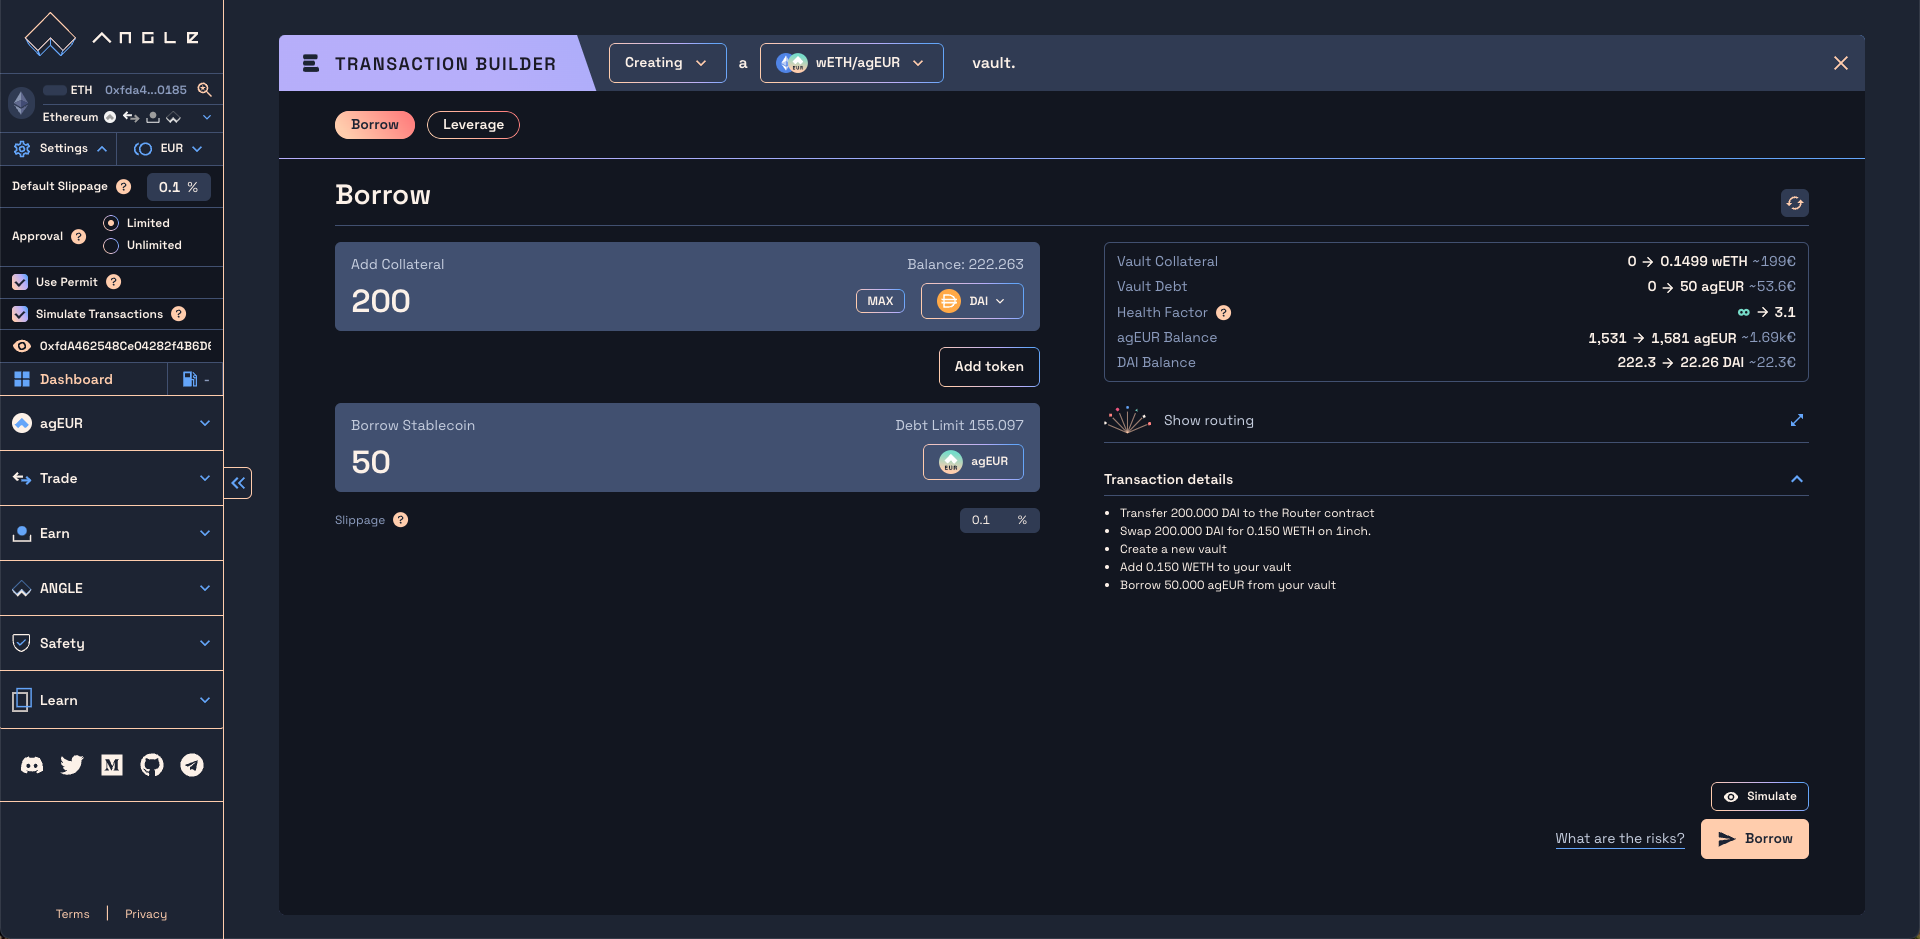 ANGLE
ETH 0xfda4...0185
Ethereum
Settings EUR
Default Slippage ? 0.1 %
Approval ? Limited
Unlimited
Use Permit ?
Simulate Transactions ?
Dashboard -
agEUR
Trade
Earn
ANGLE
Safety
Learn
Terms | Privacy
TRANSACTION BUILDER Creating a wETH/agEUR vault.
Borrow Leverage
Borrow
Add Collateral Balance: 222.263
200 MAX DAI
Add token
Borrow Stablecoin Debt Limit 155.097
50 EUR agEUR
Slippage ? 0.1 %
Vault Collateral 0 → 0.1499 wETH ~199€
Vault Debt 0 → 50 agEUR ~53.6€
Health Factor ? ∞ → 3.1
agEUR Balance 1,531 → 1,581 agEUR ~1.69k€
DAI Balance 222.3 → 22.26 DAI ~22.3€
Show routing
Transaction details
• Transfer 200.000 DAI to the Router contract
• Swap 200.000 DAI for 0.150 WETH on 1inch.
• Create a new vault
• Add 0.150 WETH to your vault
• Borrow 50.000 agEUR from your vault
Simulate
What are the risks? Borrow